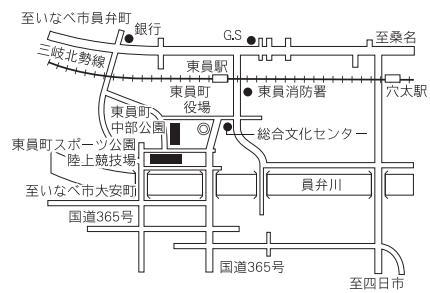 至いなべ市員弁町
銀行
G.S
至桑名
三岐北勢線
東員駅
穴太駅
東員町
役場
東員消防署
東員町
中部公園
総合文化センター
東員町スポーツ公園
陸上競技場
至いなべ市大安町
員弁川
国道365号
国道365号
至四日市